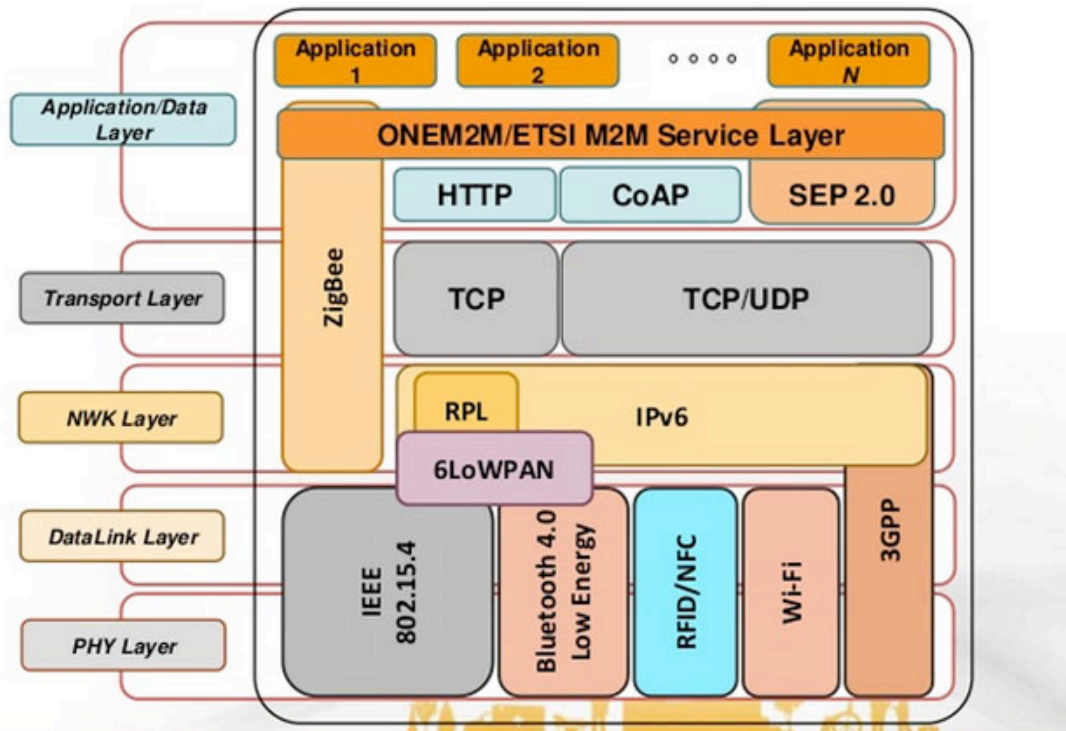 Application
1
Application
2
Application
N
Application/Data
Layer
ONEM2M/ETSI M2M Service Layer
HTTP
CoAP
SEP 2.0
ZigBee
Transport Layer
TCP
TCP/UDP
NWK Layer
RPL
IPv6
6LoWPAN
DataLink Layer
IEEE
802.15.4
Bluetooth 4.0
Low Energy
RFID/NFC
Wi-Fi
3GPP
PHY Layer